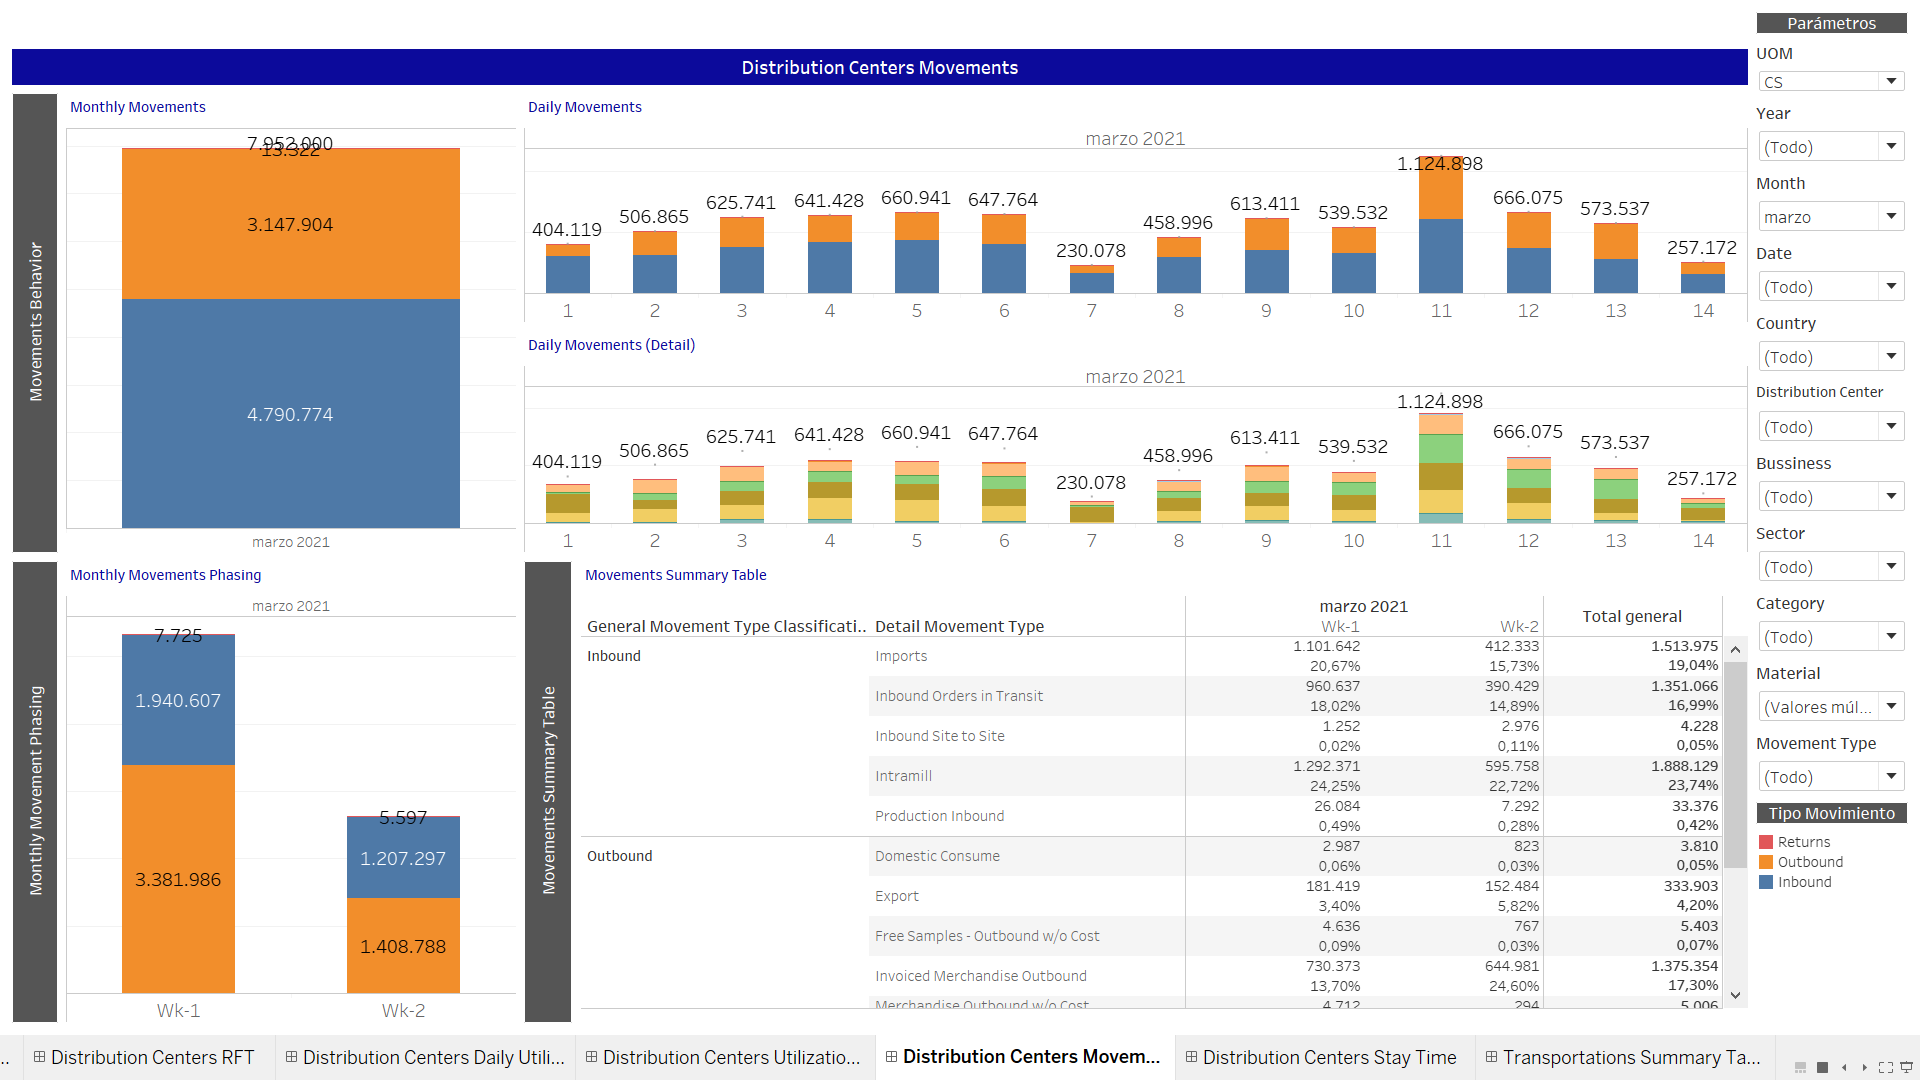 Distribution Centers Movements
Movements Behavior
Monthly Movements
7.952.000
13.322
3.147.904
4.790.774
marzo 2021
Daily Movements
marzo 2021
404.119
506.865
625.741
641.428
660.941
647.764
230.078
458.996
613.411
539.532
1.124.898
666.075
573.537
257.172
1 2 3 4 5 6 7 8 9 10 11 12 13 14
Daily Movements (Detail)
marzo 2021
404.119
506.865
625.741
641.428
660.941
647.764
230.078
458.996
613.411
539.532
1.124.898
666.075
573.537
257.172
1 2 3 4 5 6 7 8 9 10 11 12 13 14
Monthly Movement Phasing
Monthly Movements Phasing
marzo 2021
7.725
1.940.607
3.381.986
5.597
1.207.297
1.408.788
Wk-1 Wk-2
Movements Summary Table
Movements Summary Table
marzo 2021
General Movement Type Classificati.. Detail Movement Type Wk-1 Wk-2 Total general
Inbound Imports 1.101.642 412.333 1.513.975
20,67% 15,73% 19,04%
Inbound Orders in Transit 960.637 390.429 1.351.066
18,02% 14,89% 16,99%
Inbound Site to Site 1.252 2.976 4.228
0,02% 0,11% 0,05%
Intramill 1.292.371 595.758 1.888.129
24,25% 22,72% 23,74%
Production Inbound 26.084 7.292 33.376
0,49% 0,28% 0,42%
Outbound Domestic Consume 2.987 823 3.810
0,06% 0,03% 0,05%
Export 181.419 152.484 333.903
3,40% 5,82% 4,20%
Free Samples - Outbound w/o Cost 4.636 767 5.403
0,09% 0,03% 0,07%
Invoiced Merchandise Outbound 730.373 644.981 1.375.354
13,70% 24,60% 17,30%
Merchandise Outbound w/o Cost 4.712 294 5.006
Parámetros
UOM
CS
Year
(Todo)
Month
marzo
Date
(Todo)
Country
(Todo)
Distribution Center
(Todo)
Bussiness
(Todo)
Sector
(Todo)
Category
(Todo)
Material
(Valores múl...
Movement Type
(Todo)
Tipo Movimiento
Returns
Outbound
Inbound
..
Distribution Centers RFT
Distribution Centers Daily Utili...
Distribution Centers Utilizatio...
Distribution Centers Movem...
Distribution Centers Stay Time
Transportations Summary Ta...